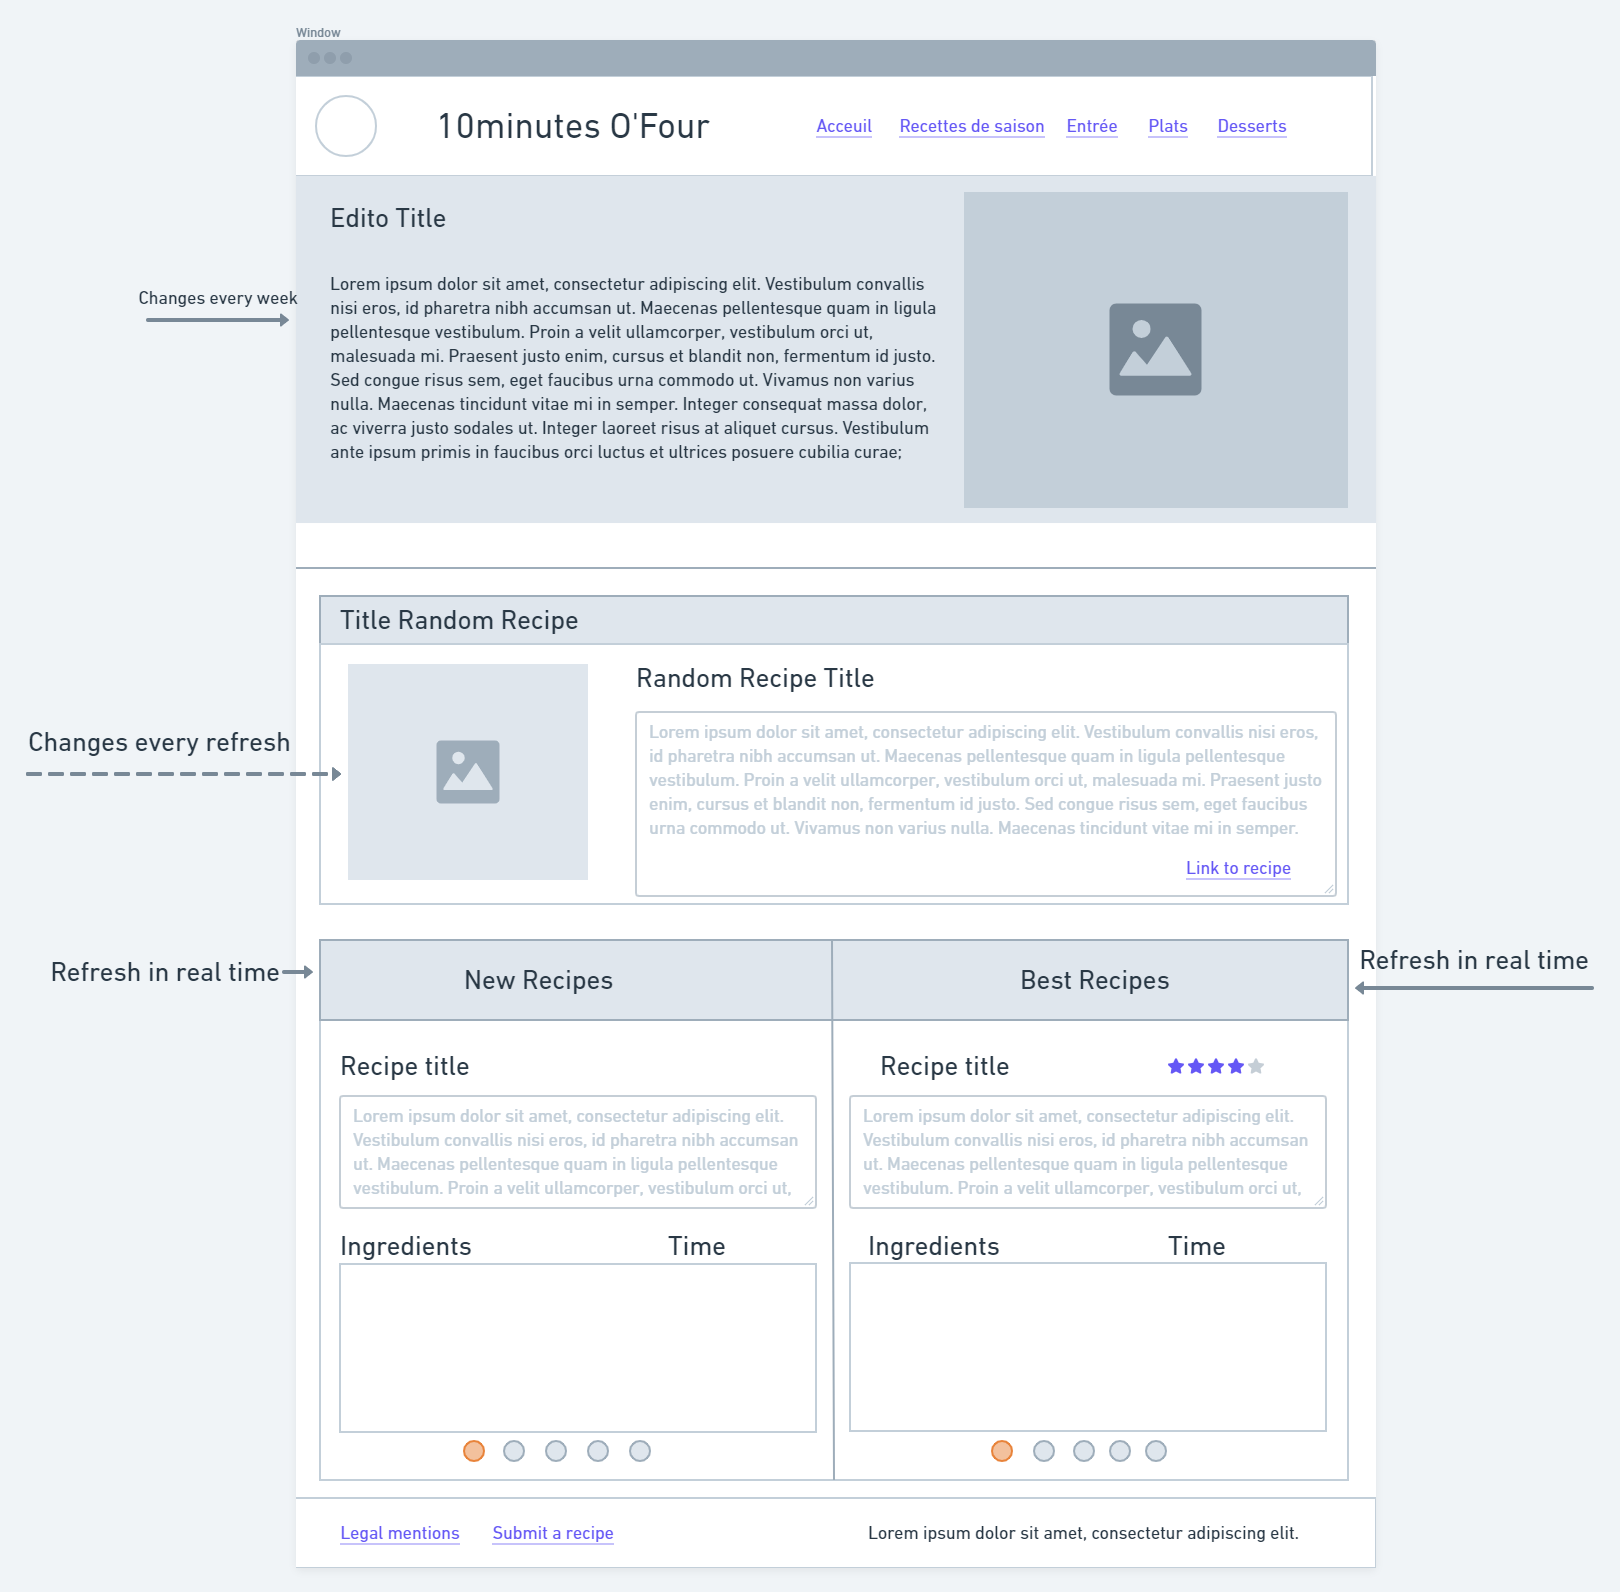 Window
10minutes O'Four
Acceuil Recettes de saison Entrée Plats Desserts
Edito Title
Changes every week
Lorem ipsum dolor sit amet, consectetur adipiscing elit. Vestibulum convallis
nisi eros, id pharetra nibh accumsan ut. Maecenas pellentesque quam in ligula
pellentesque vestibulum. Proin a velit ullamcorper, vestibulum orci ut,
malesuada mi. Praesent justo enim, cursus et blandit non, fermentum id justo.
Sed congue risus sem, eget faucibus urna commodo ut. Vivamus non varius
nulla. Maecenas tincidunt vitae mi in semper. Integer consequat massa dolor,
ac viverra justo sodales ut. Integer laoreet risus at aliquet cursus. Vestibulum
ante ipsum primis in faucibus orci luctus et ultrices posuere cubilia curae;
Title Random Recipe
Changes every refresh
Random Recipe Title
Lorem ipsum dolor sit amet, consectetur adipiscing elit. Vestibulum convallis nisi eros,
id pharetra nibh accumsan ut. Maecenas pellentesque quam in ligula pellentesque
vestibulum. Proin a velit ullamcorper, vestibulum orci ut, malesuada mi. Praesent justo
enim, cursus et blandit non, fermentum id justo. Sed congue risus sem, eget faucibus
urna commodo ut. Vivamus non varius nulla. Maecenas tincidunt vitae mi in semper.
Link to recipe
Refresh in real time
New Recipes
Best Recipes
Refresh in real time
Recipe title
Lorem ipsum dolor sit amet, consectetur adipiscing elit.
Vestibulum convallis nisi eros, id pharetra nibh accumsan
ut. Maecenas pellentesque quam in ligula pellentesque
vestibulum. Proin a velit ullamcorper, vestibulum orci ut,
Ingredients Time
Recipe title
Lorem ipsum dolor sit amet, consectetur adipiscing elit.
Vestibulum convallis nisi eros, id pharetra nibh accumsan
ut. Maecenas pellentesque quam in ligula pellentesque
vestibulum. Proin a velit ullamcorper, vestibulum orci ut,
Ingredients Time
Legal mentions Submit a recipe
Lorem ipsum dolor sit amet, consectetur adipiscing elit.